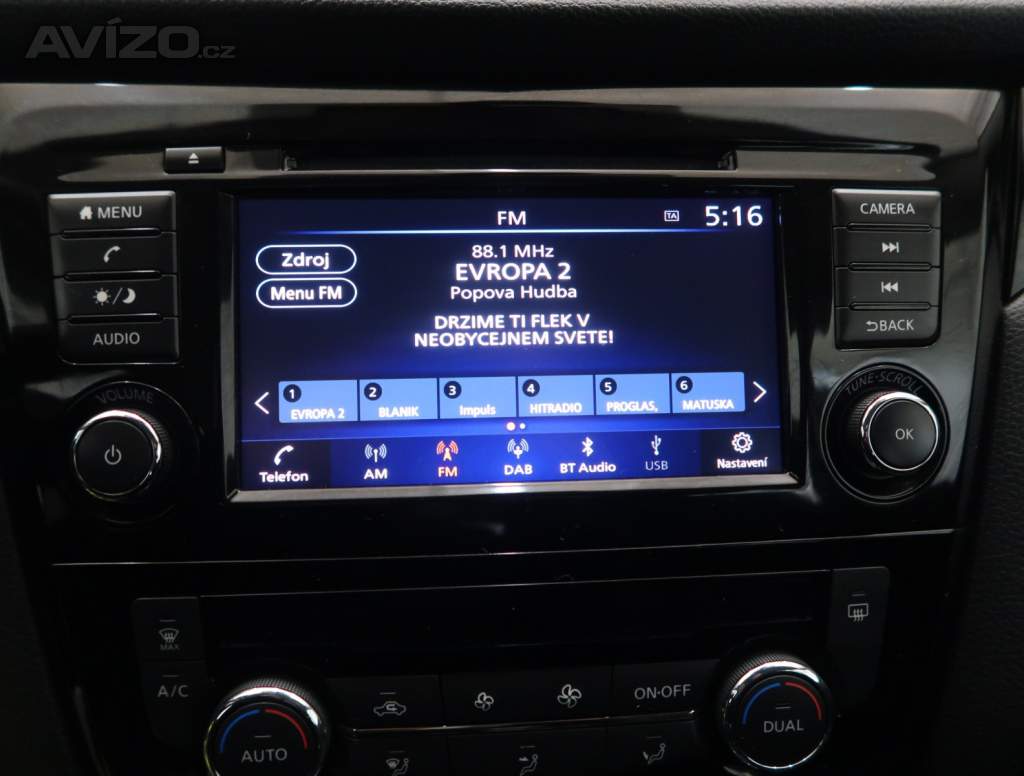 AVÍZO.cz
MENU
AUDIO
VOLUME
FM
TA
5:16
Zdroj
88.1 MHz
EVROPA 2
Menu FM
Popova Hudba
DRZIME TI FLEK V
NEOBYCEJNEM SVETE!
1 2 3 4 5 6
EVROPA 2 BLANIK Impuls HITRADIO PROGLAS, MATUSKA
Telefon AM FM DAB BT Audio USB Nastavení
CAMERA
BACK
TUNE·SCROLL
OK
MAX
A/C
AUTO
ON·OFF
DUAL